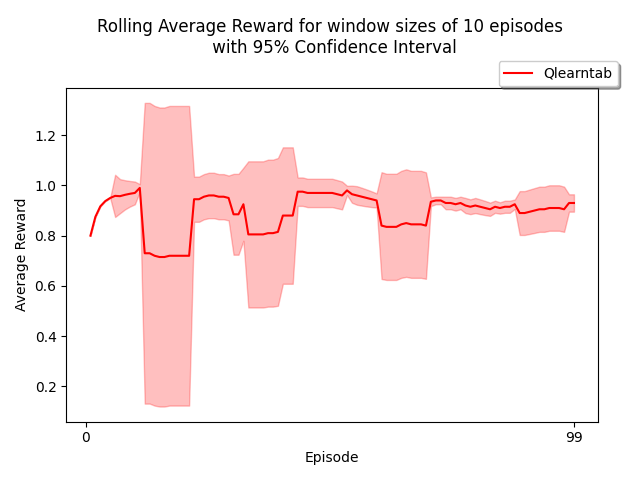 Rolling Average Reward for window sizes of 10 episodes
with 95% Confidence Interval
Qlearntab
1.2
1.0
0.8
0.6
0.4
0.2
Average Reward
0
99
Episode